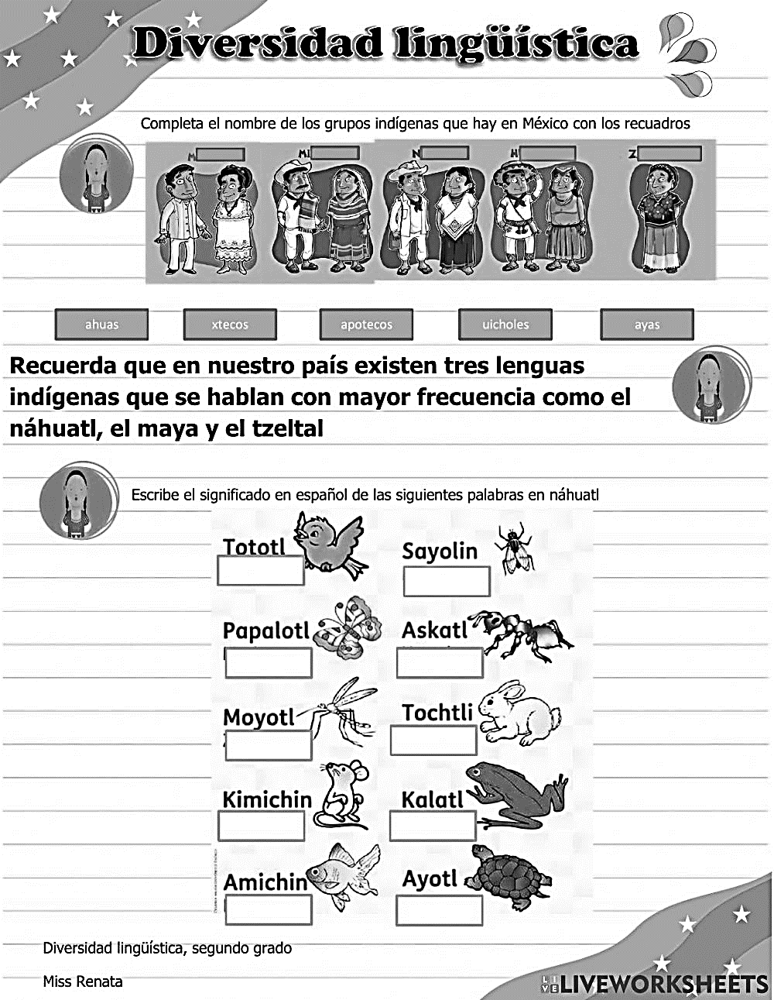 Diversidad lingüística
Completa el nombre de los grupos indígenas que hay en México con los recuadros
M MI N H Z
ahuas xtecos apotecos uicholes ayas
Recuerda que en nuestro país existen tres lenguas
indígenas que se hablan con mayor frecuencia como el
náhuatl, el maya y el tzeltal
Escribe el significado en español de las siguientes palabras en náhuatl
Tototl Sayolin
Papalotl Askatl
Moyotl Tochtli
Kimichin Kalatl
Amichin Ayotl
Diversidad lingüística, segundo grado
Miss Renata
LIVE LIVEWORKSHEETS